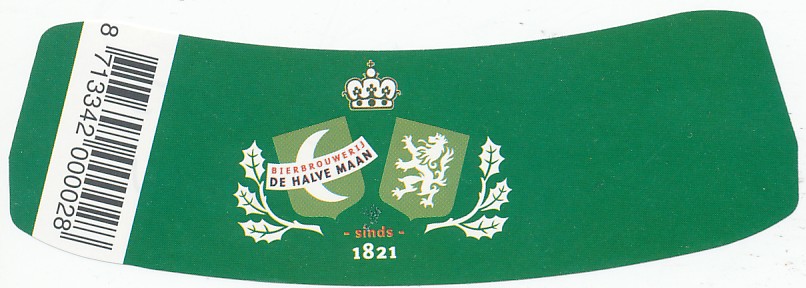 8 713342 000028
BIERBROUWERIJ
DE HALVE MAAN
- sinds -
1821